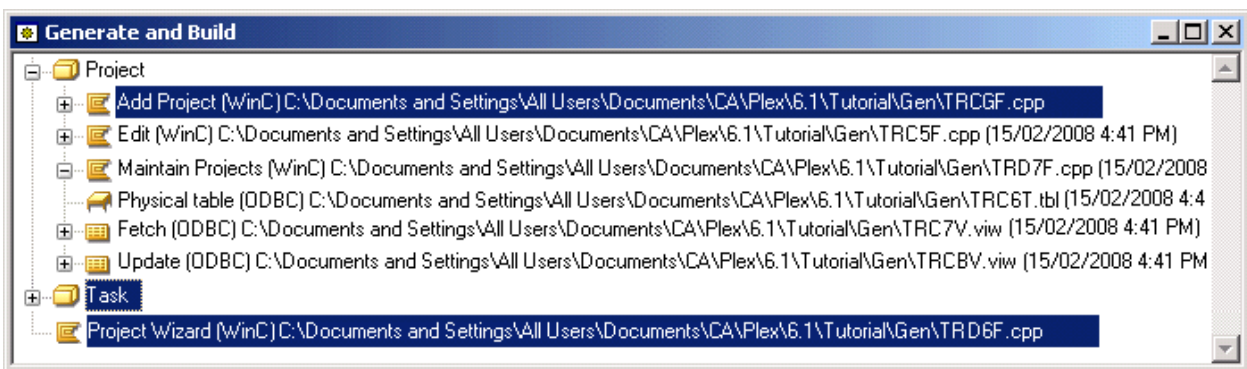 Generate and Build
Project
Add Project (WinC) C:\Documents and Settings\All Users\Documents\CA\Plex\6.1\Tutorial\Gen\TRCGF.cpp
Edit (WinC) C:\Documents and Settings\All Users\Documents\CA\Plex\6.1\Tutorial\Gen\TRC5F.cpp (15/02/2008 4:41 PM)
Maintain Projects (WinC) C:\Documents and Settings\All Users\Documents\CA\Plex\6.1\Tutorial\Gen\TRD7F.cpp (15/02/2008
Physical table (ODBC) C:\Documents and Settings\All Users\Documents\CA\Plex\6.1\Tutorial\Gen\TRC6T.tbl (15/02/2008 4:4
Fetch (ODBC) C:\Documents and Settings\All Users\Documents\CA\Plex\6.1\Tutorial\Gen\TRC7V.viw (15/02/2008 4:41 PM)
Update (ODBC) C:\Documents and Settings\All Users\Documents\CA\Plex\6.1\Tutorial\Gen\TRCBV.viw (15/02/2008 4:41 PM
Task
Project Wizard (WinC) C:\Documents and Settings\All Users\Documents\CA\Plex\6.1\Tutorial\Gen\TRD6F.cpp